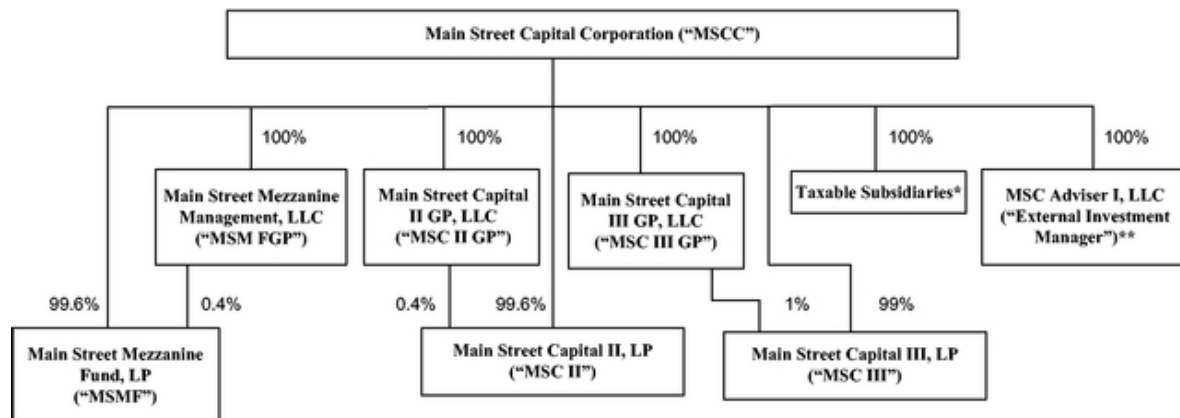 Main Street Capital Corporation (“MSCC”)
100%
100%
100%
100%
100%
Main Street Mezzanine
Management, LLC
(“MSM FGP”)
Main Street Capital
II GP, LLC
(“MSC II GP”)
Main Street Capital
III GP, LLC
(“MSC III GP”)
Taxable Subsidiaries*
MSC Adviser I, LLC
(“External Investment
Manager”)**
99.6%
0.4%
0.4%
99.6%
1%
99%
Main Street Mezzanine
Fund, LP
(“MSMF”)
Main Street Capital II, LP
(“MSC II”)
Main Street Capital III, LP
(“MSC III”)